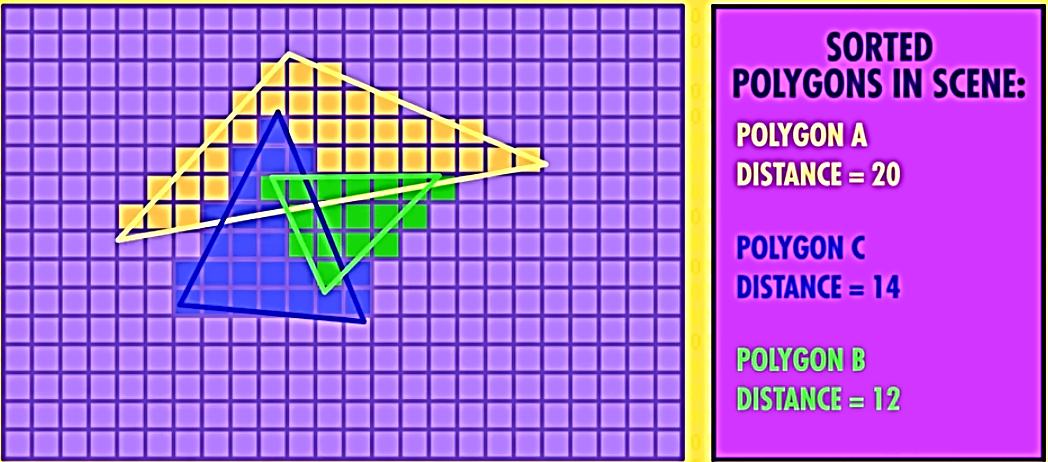 SORTED
POLYGONS IN SCENE:
POLYGON A
DISTANCE = 20
POLYGON C
DISTANCE = 14
POLYGON B
DISTANCE = 12